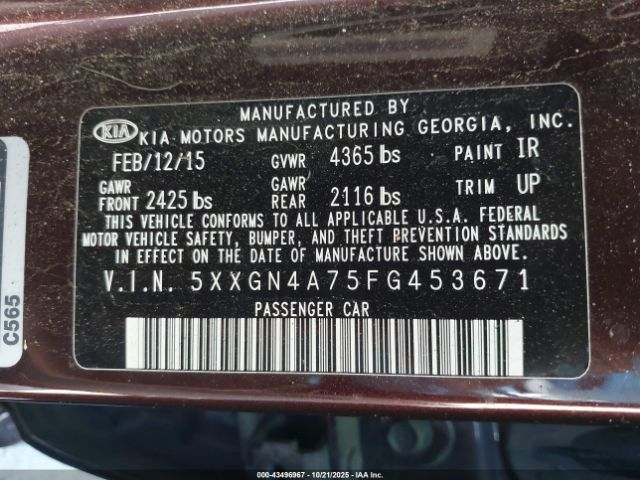 MANUFACTURED BY
KIA KIA MOTORS MANUFACTURING GEORGIA, INC.
FEB/12/15 GVWR 4365 lbs PAINT IR
GAWR FRONT 2425 lbs GAWR REAR 2116 lbs TRIM UP
THIS VEHICLE CONFORMS TO ALL APPLICABLE U.S.A. FEDERAL
MOTOR VEHICLE SAFETY, BUMPER, AND THEFT PREVENTION STANDARDS
IN EFFECT ON THE DATE OF MANUFACTURE SHOWN ABOVE.
V.I.N. 5XXGN4A75FG453671
PASSENGER CAR
C565
000-43496967 • 10/21/2025 • IAAI.COM